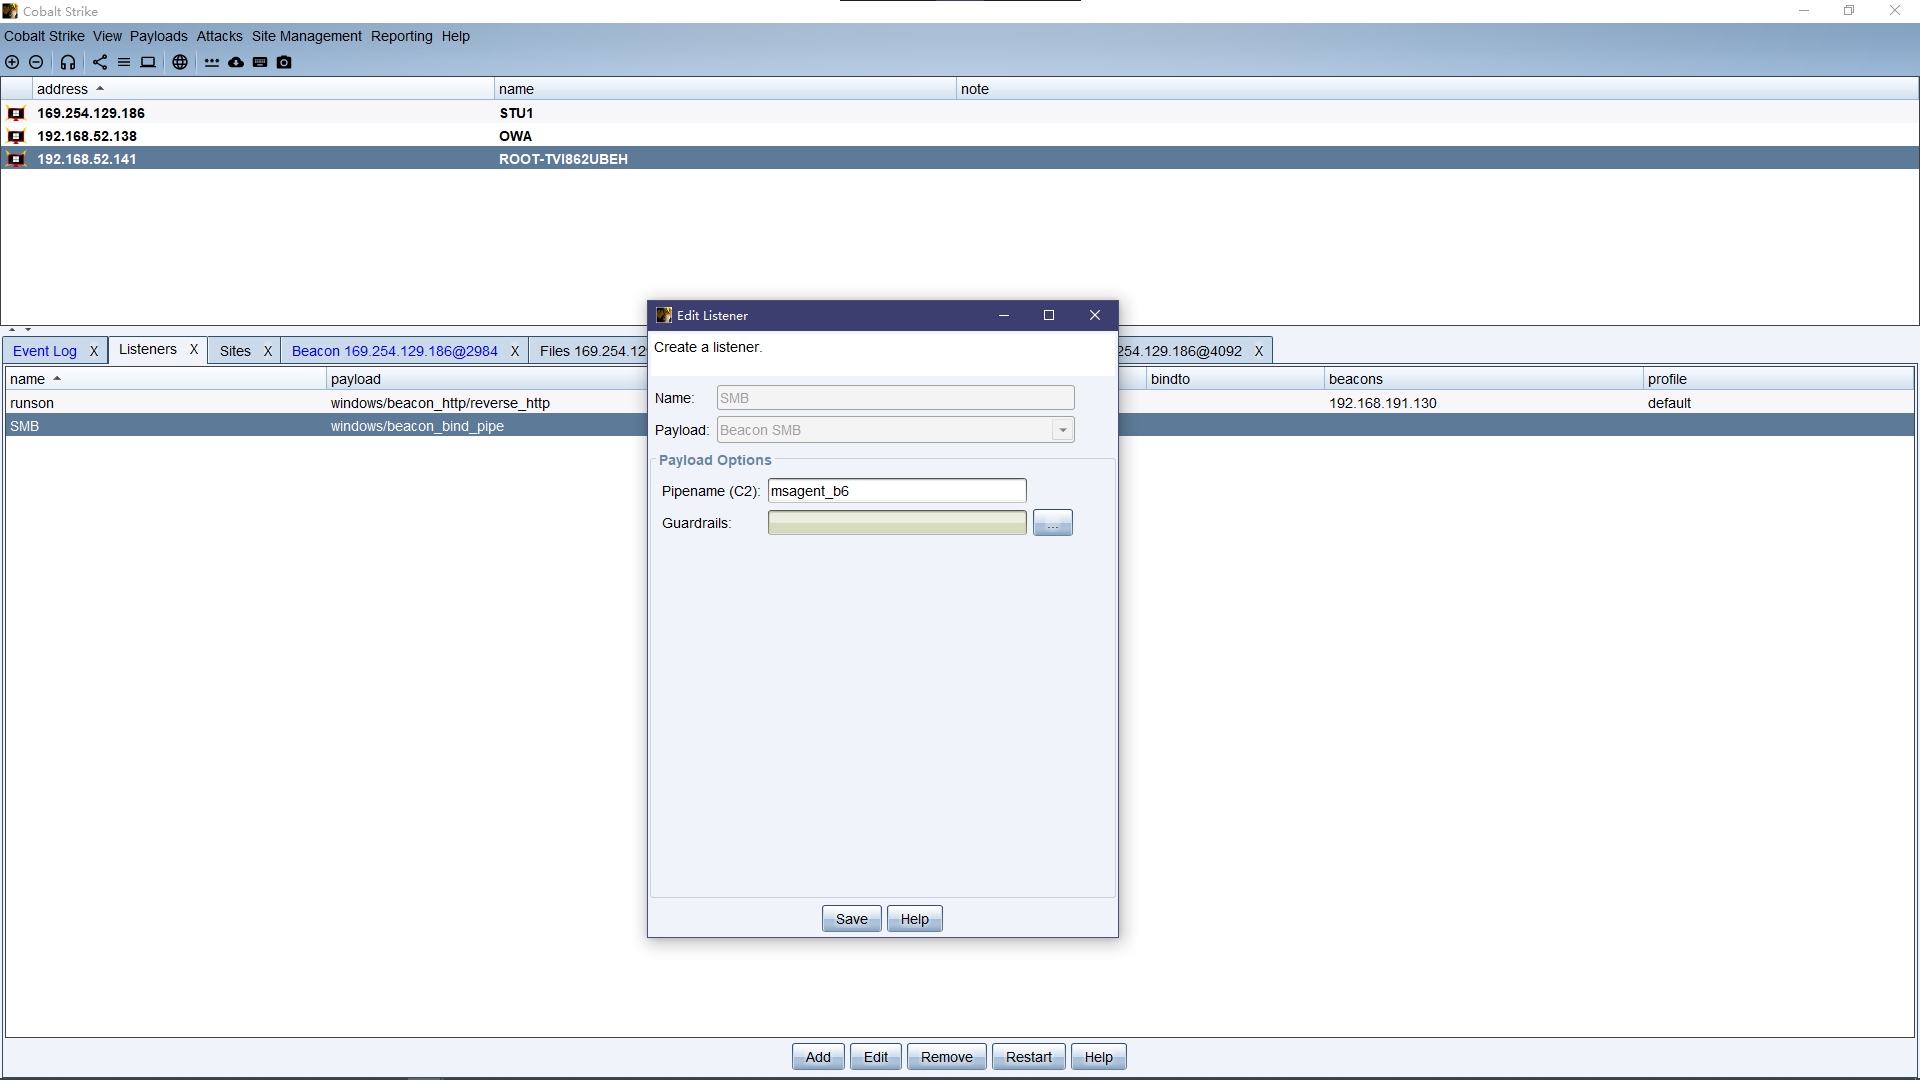 Cobalt Strike
Cobalt Strike View Payloads Attacks Site Management Reporting Help
address name note
169.254.129.186 STU1
192.168.52.138 OWA
192.168.52.141 ROOT-TVI862UBEH
Event Log X Listeners X Sites X Beacon 169.254.129.186@2984 X Files 169.254.12 254.129.186@4092 X
name payload bindto beacons profile
runson windows/beacon_http/reverse_http 192.168.191.130 default
SMB windows/beacon_bind_pipe
Edit Listener
Create a listener.
Name: SMB
Payload: Beacon SMB
Payload Options
Pipename (C2): msagent_b6
Guardrails: ...
Save Help
Add Edit Remove Restart Help